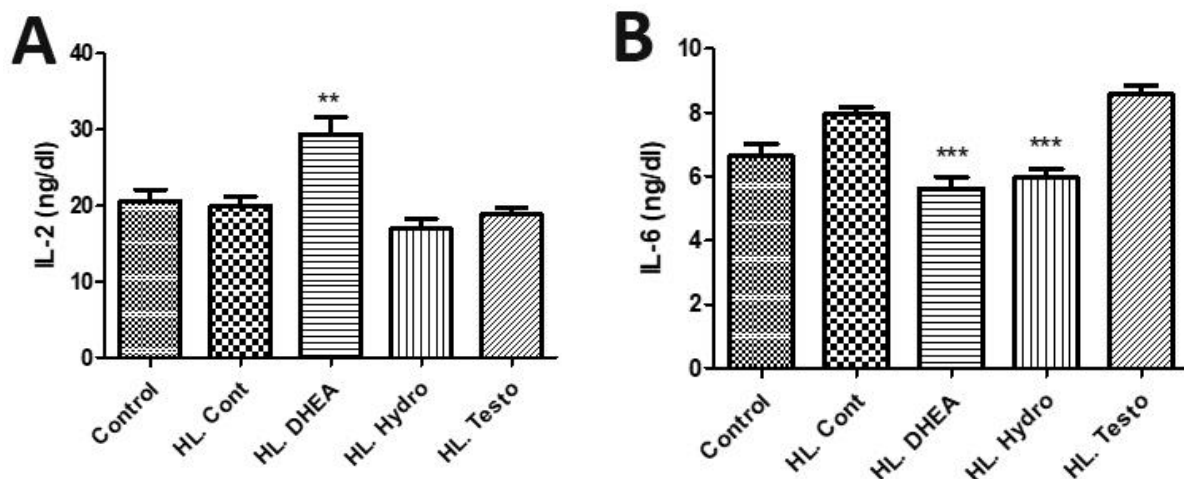 A
IL-2 (ng/dl)
40
30
20
10
0
**
Control
HL. Cont
HL. DHEA
HL. Hydro
HL. Testo
B
IL-6 (ng/dl)
10
8
6
4
2
0
***
***
Control
HL. Cont
HL. DHEA
HL. Hydro
HL. Testo